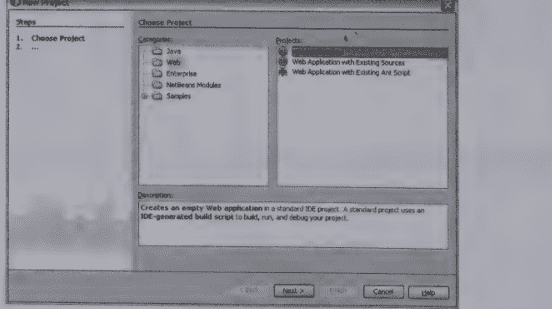 New Project
Steps
1. Choose Project
2. ...
Choose Project
Categories:
Java
Web
Enterprise
NetBeans Modules
Samples
Projects:
Web Application with Existing Sources
Web Application with Existing Ant Script
Description:
Creates an empty Web application in a standard IDE project. A standard project uses an
IDE-generated build script to build, run, and debug your project.
Next >
Cancel
Help